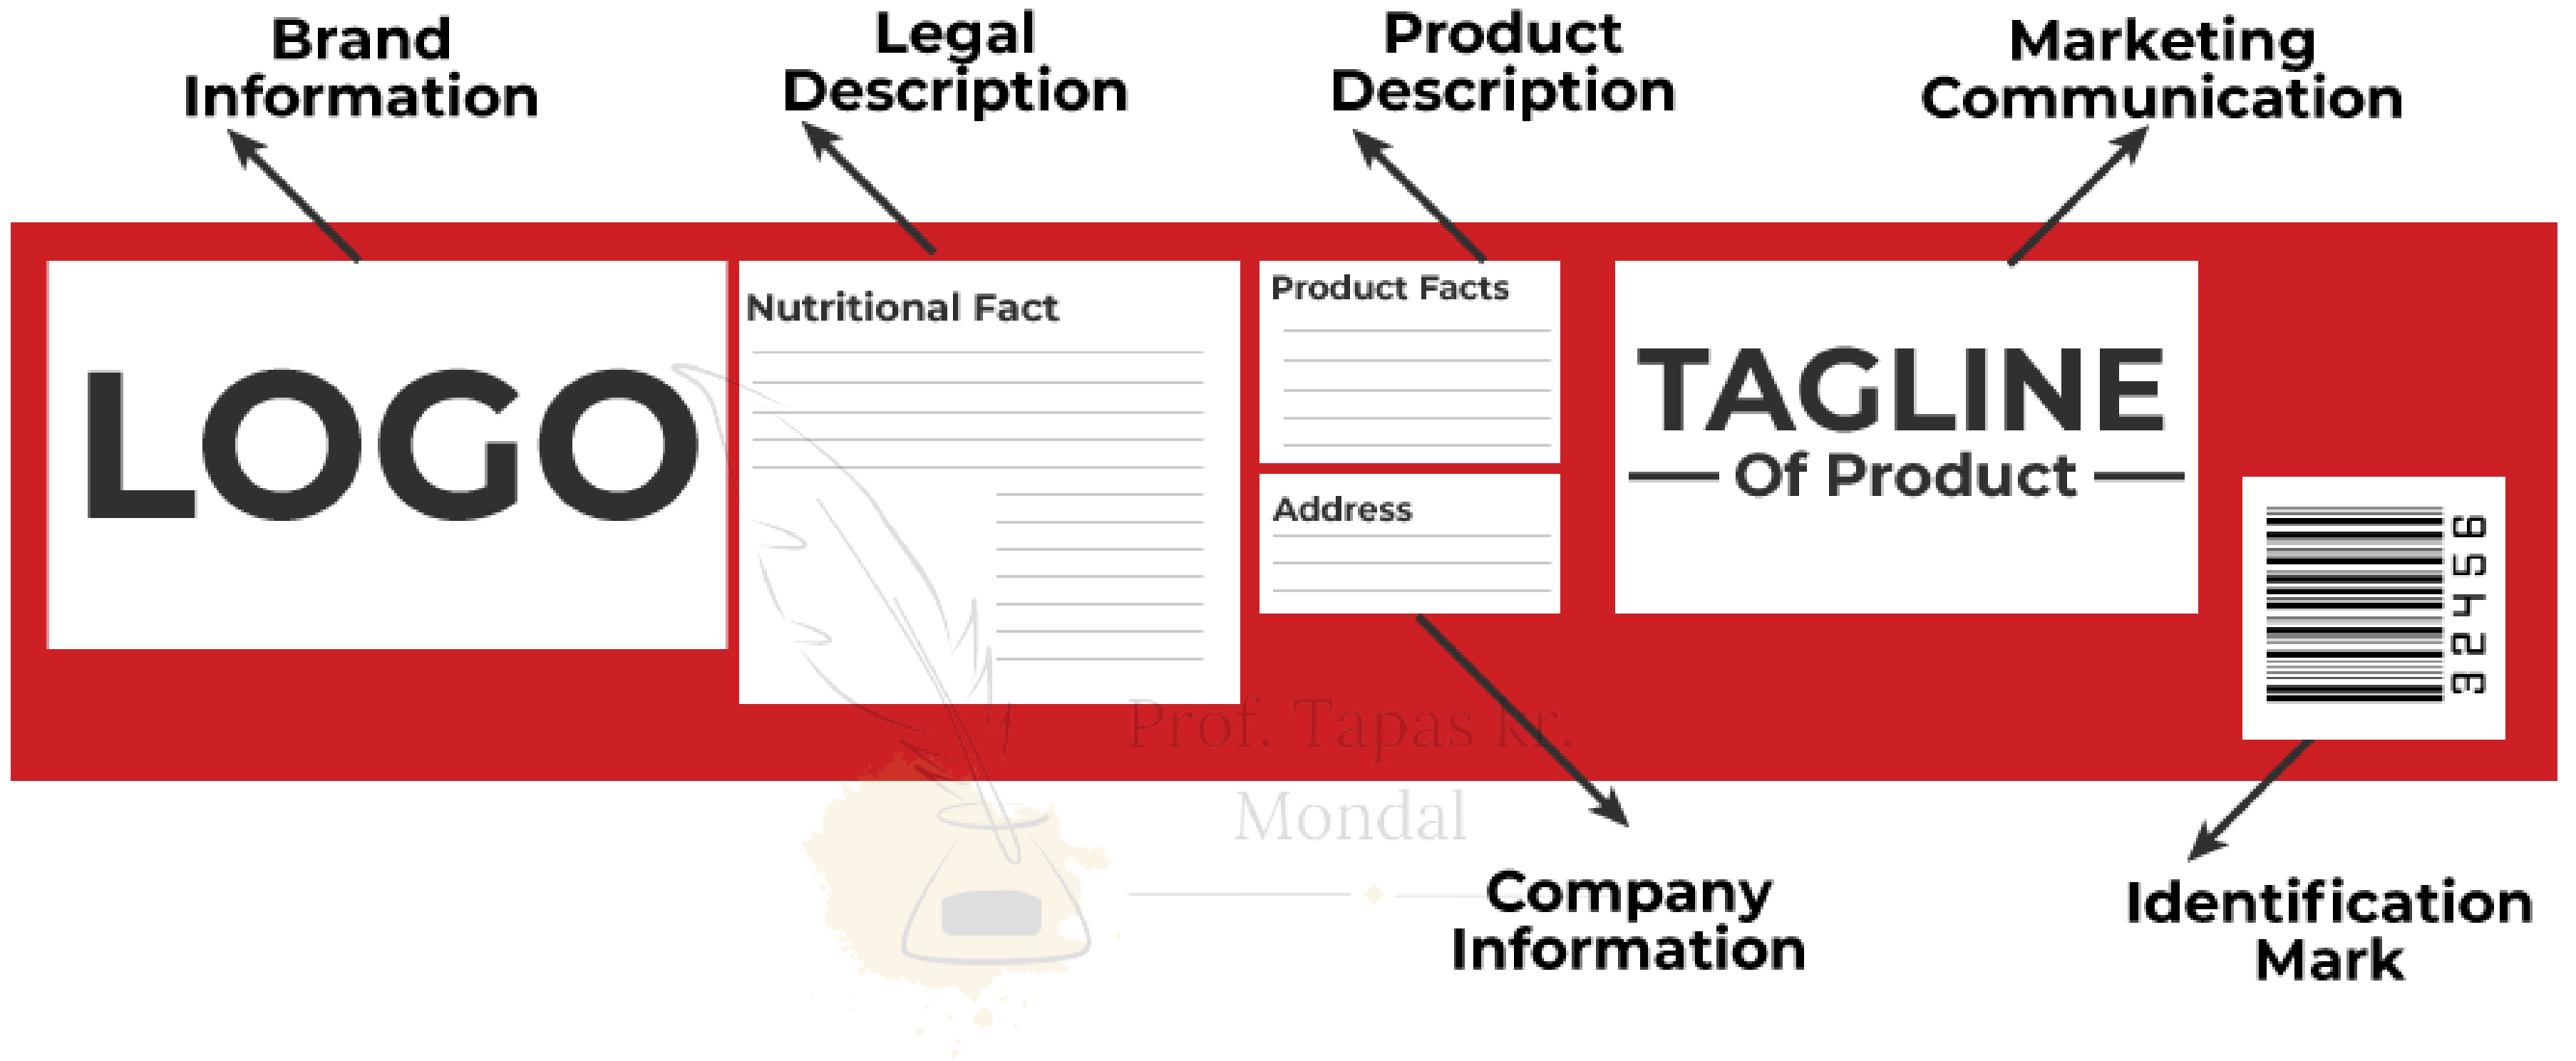 Brand
Information
Legal
Description
Product
Description
Marketing
Communication
LOGO
Nutritional Fact
Product Facts
Address
TAGLINE
Of Product
32456
Prof. Tapas kr.
Mondal
Company
Information
Identification
Mark